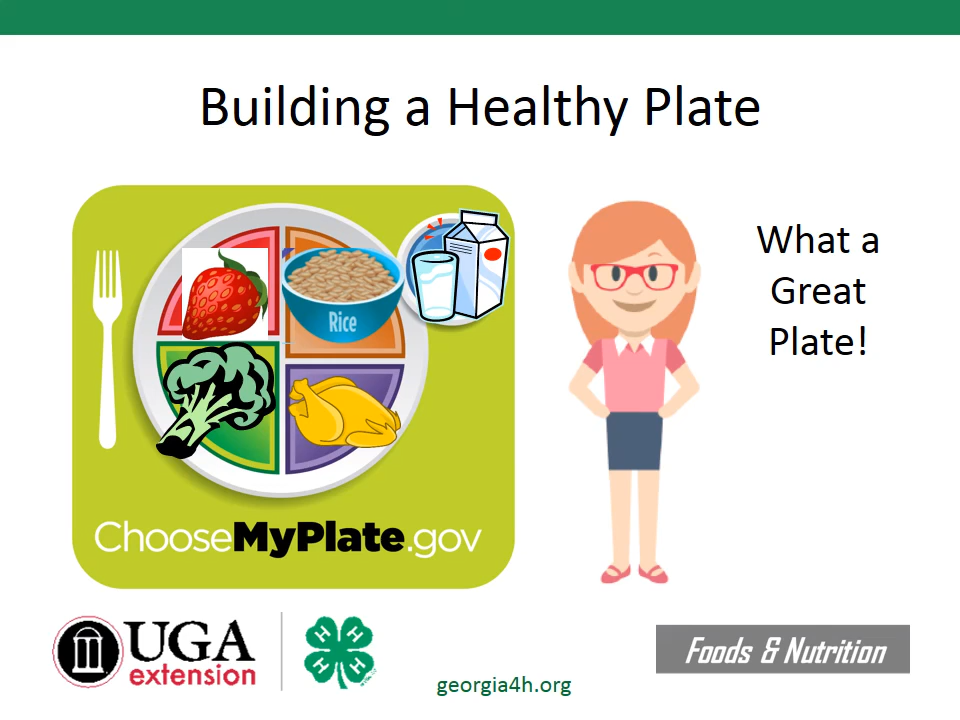 Building a Healthy Plate
Rice
What a
Great
Plate!
ChooseMyPlate.gov
UGA
extension
H H
H H
georgia4h.org
Foods & Nutrition